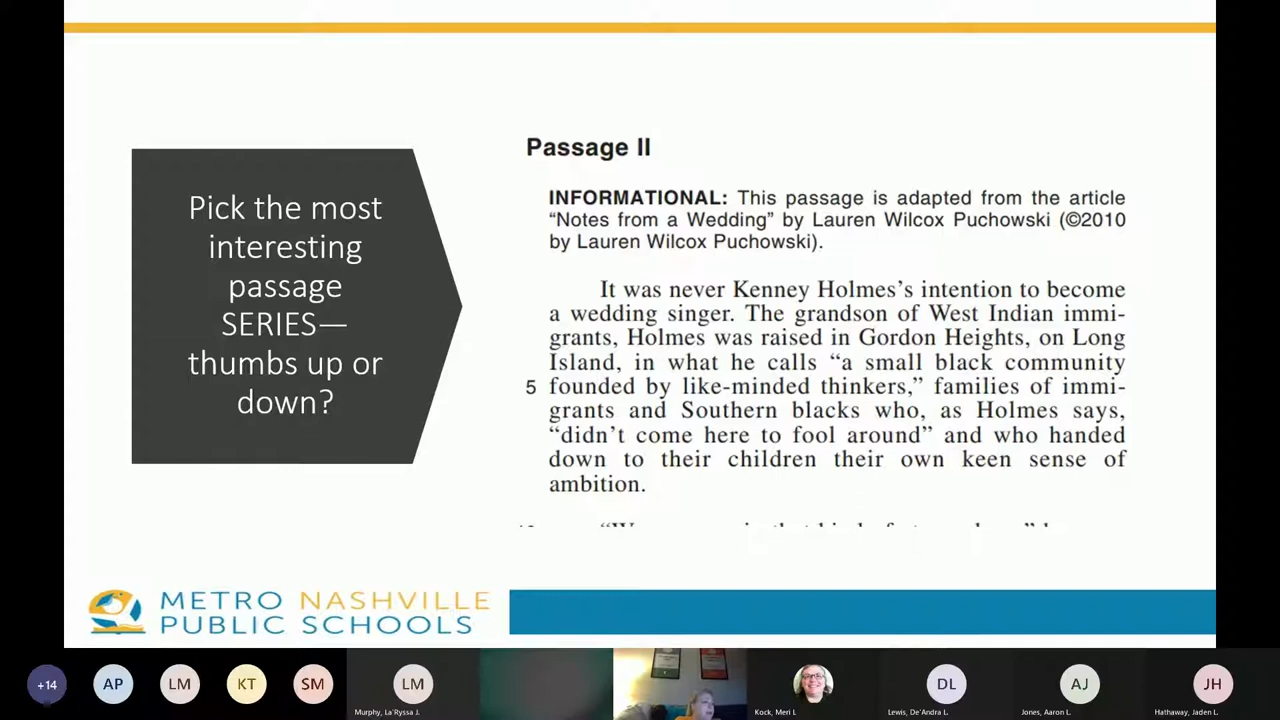 Pick the most
interesting
passage
SERIES—
thumbs up or
down?
Passage II
INFORMATIONAL: This passage is adapted from the article
“Notes from a Wedding” by Lauren Wilcox Puchowski (©2010
by Lauren Wilcox Puchowski).
It was never Kenney Holmes’s intention to become
a wedding singer. The grandson of West Indian immi-
grants, Holmes was raised in Gordon Heights, on Long
Island, in what he calls “a small black community
5 founded by like-minded thinkers,” families of immi-
grants and Southern blacks who, as Holmes says,
“didn’t come here to fool around” and who handed
down to their children their own keen sense of
ambition.
METRO NASHVILLE
PUBLIC SCHOOLS
+14 AP LM KT SM LM DL AJ JH
Murphy, La'Ryssa J. Kock, Meri L Lewis, De'Andra L. Jones, Aaron L. Hathaway, Jaden L.